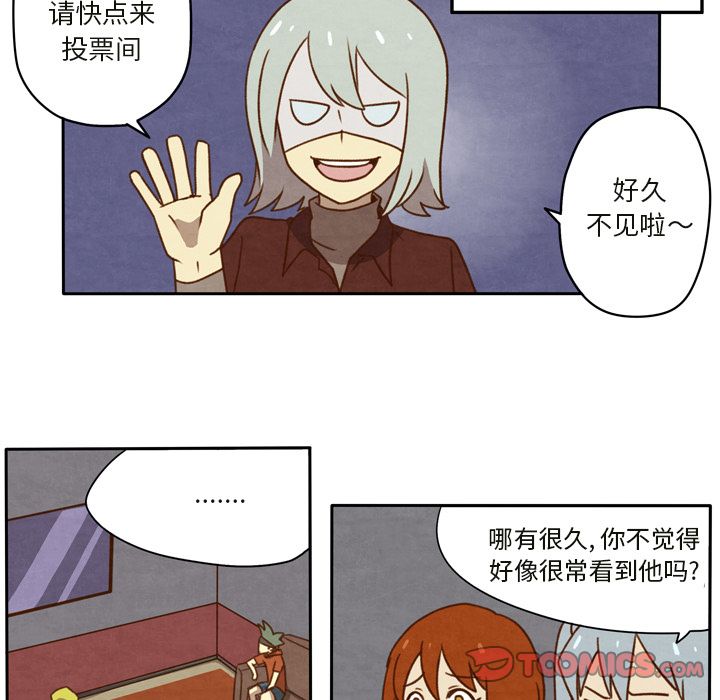 请快点来
投票间
好久
不见啦～
.......
哪有很久,你不觉得
好像很常看到他吗?
TOOMICS.COM